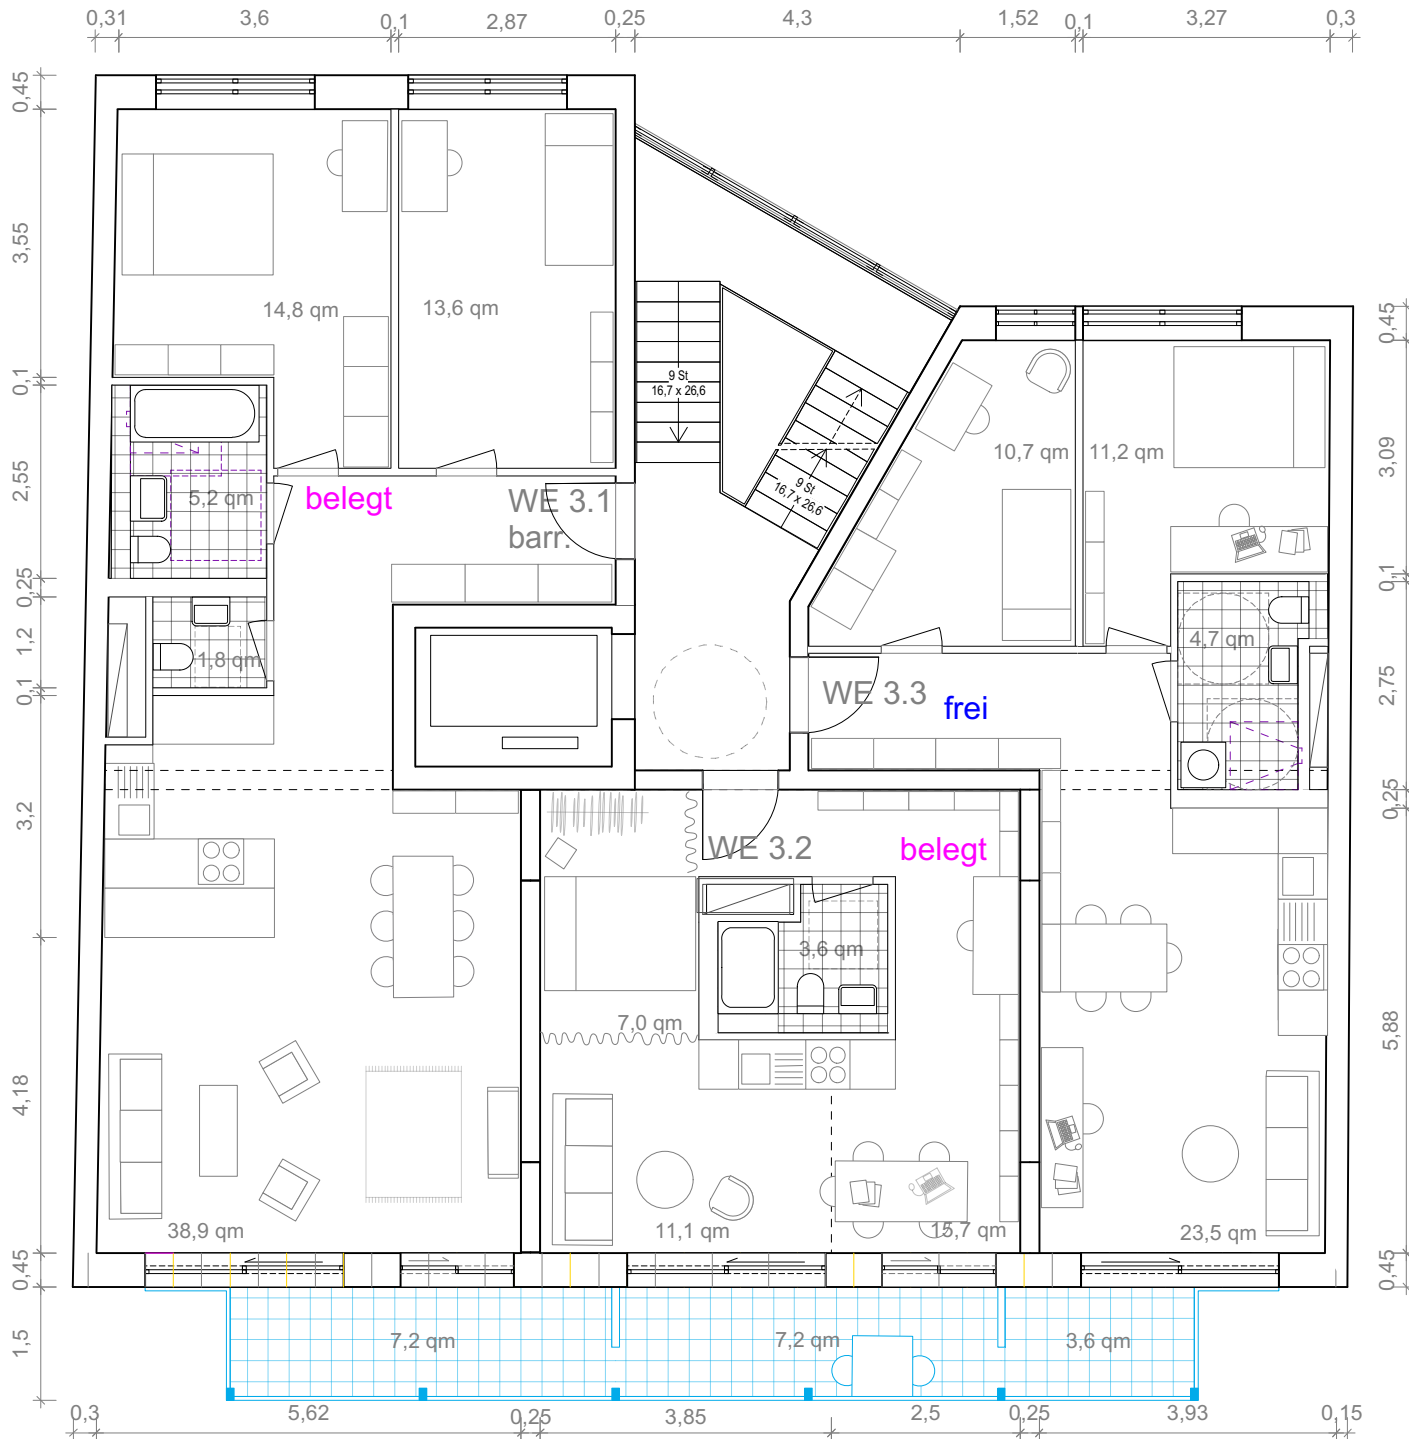 0,31 3,6 0,1 2,87 0,25 4,3 1,52 0,1 3,27 0,3
0,45
3,55
0,1
2,55
0,25
1,2
0,1
3,2
4,18
0,45
1,5
14,8 qm
13,6 qm
9 St
16,7 x 26,6
9 St
16,7 x 26,6
10,7 qm
11,2 qm
5,2 qm
belegt
WE 3.1
barr.
1,8 qm
4,7 qm
WE 3.3
frei
WE 3.2
belegt
3,6 qm
7,0 qm
38,9 qm
11,1 qm
15,7 qm
23,5 qm
7,2 qm
7,2 qm
3,6 qm
0,45
3,09
0,1
2,75
0,25
5,88
0,45
0,3 5,62 0,25 3,85 2,5 0,25 3,93 0,15